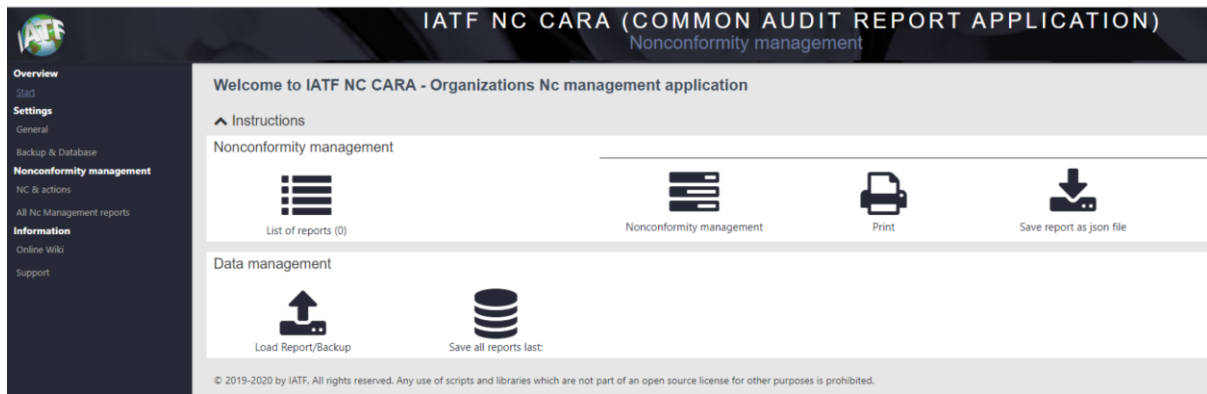 IATF
IATF NC CARA (COMMON AUDIT REPORT APPLICATION)
Nonconformity management
Overview
Start
Settings
General
Backup & Database
Nonconformity management
NC & actions
All Nc Management reports
Information
Online Wiki
Support
Welcome to IATF NC CARA - Organizations Nc management application
Instructions
Nonconformity management
List of reports (0)
Nonconformity management
Print
Save report as json file
Data management
Load Report/Backup
Save all reports last:
© 2019-2020 by IATF. All rights reserved. Any use of scripts and libraries which are not part of an open source license for other purposes is prohibited.